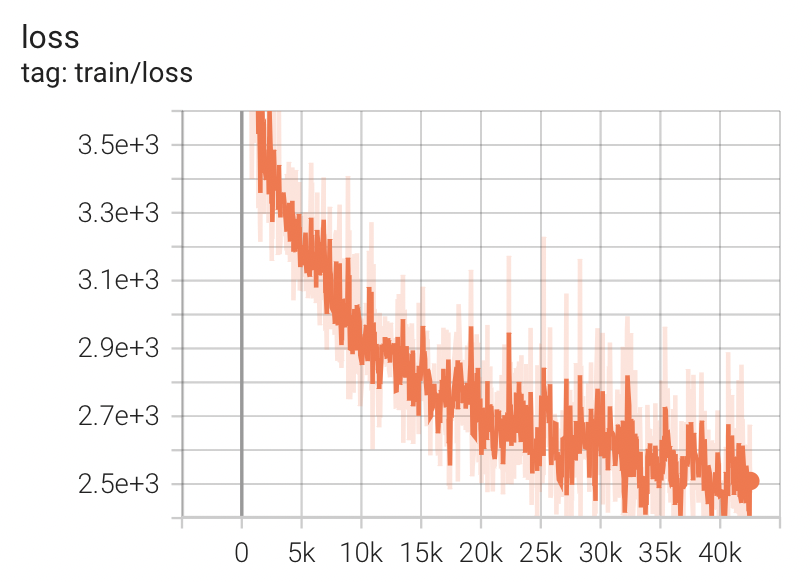 loss
tag: train/loss
3.5e+3
3.3e+3
3.1e+3
2.9e+3
2.7e+3
2.5e+3
0 5k 10k 15k 20k 25k 30k 35k 40k